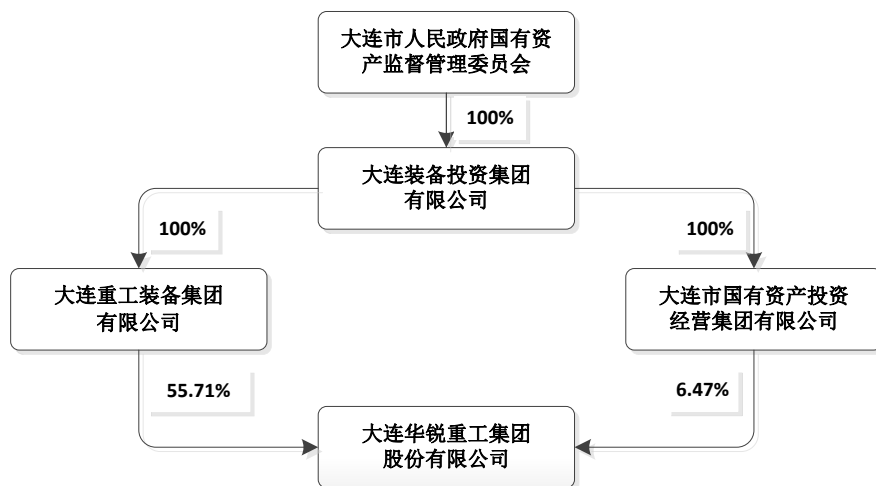 大连市人民政府国有资
产监督管理委员会
100%
大连装备投资集团
有限公司
100%
100%
大连重工装备集团
有限公司
大连市国有资产投资
经营集团有限公司
55.71%
6.47%
大连华锐重工集团
股份有限公司